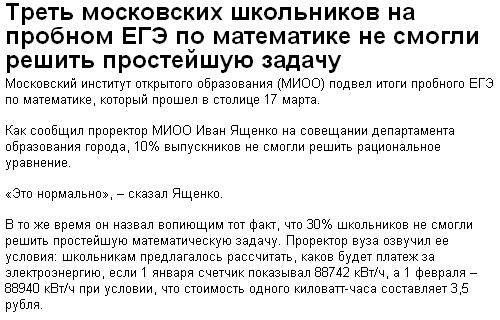 Треть московских школьников на
пробном ЕГЭ по математике не смогли
решить простейшую задачу
Московский институт открытого образования (МИОО) подвел итоги пробного ЕГЭ
по математике, который прошел в столице 17 марта.
Как сообщил проректор МИОО Иван Ященко на совещании департамента
образования города, 10% выпускников не смогли решить рациональное
уравнение.
«Это нормально», – сказал Ященко.
В то же время он назвал вопиющим тот факт, что 30% школьников не смогли
решить простейшую математическую задачу. Проректор вуза озвучил ее
условия: школьникам предлагалось рассчитать, каков будет платеж за
электроэнергию, если 1 января счетчик показывал 88742 кВт/ч, а 1 февраля –
88940 кВт/ч при условии, что стоимость одного киловатт-часа составляет 3,5
рубля.